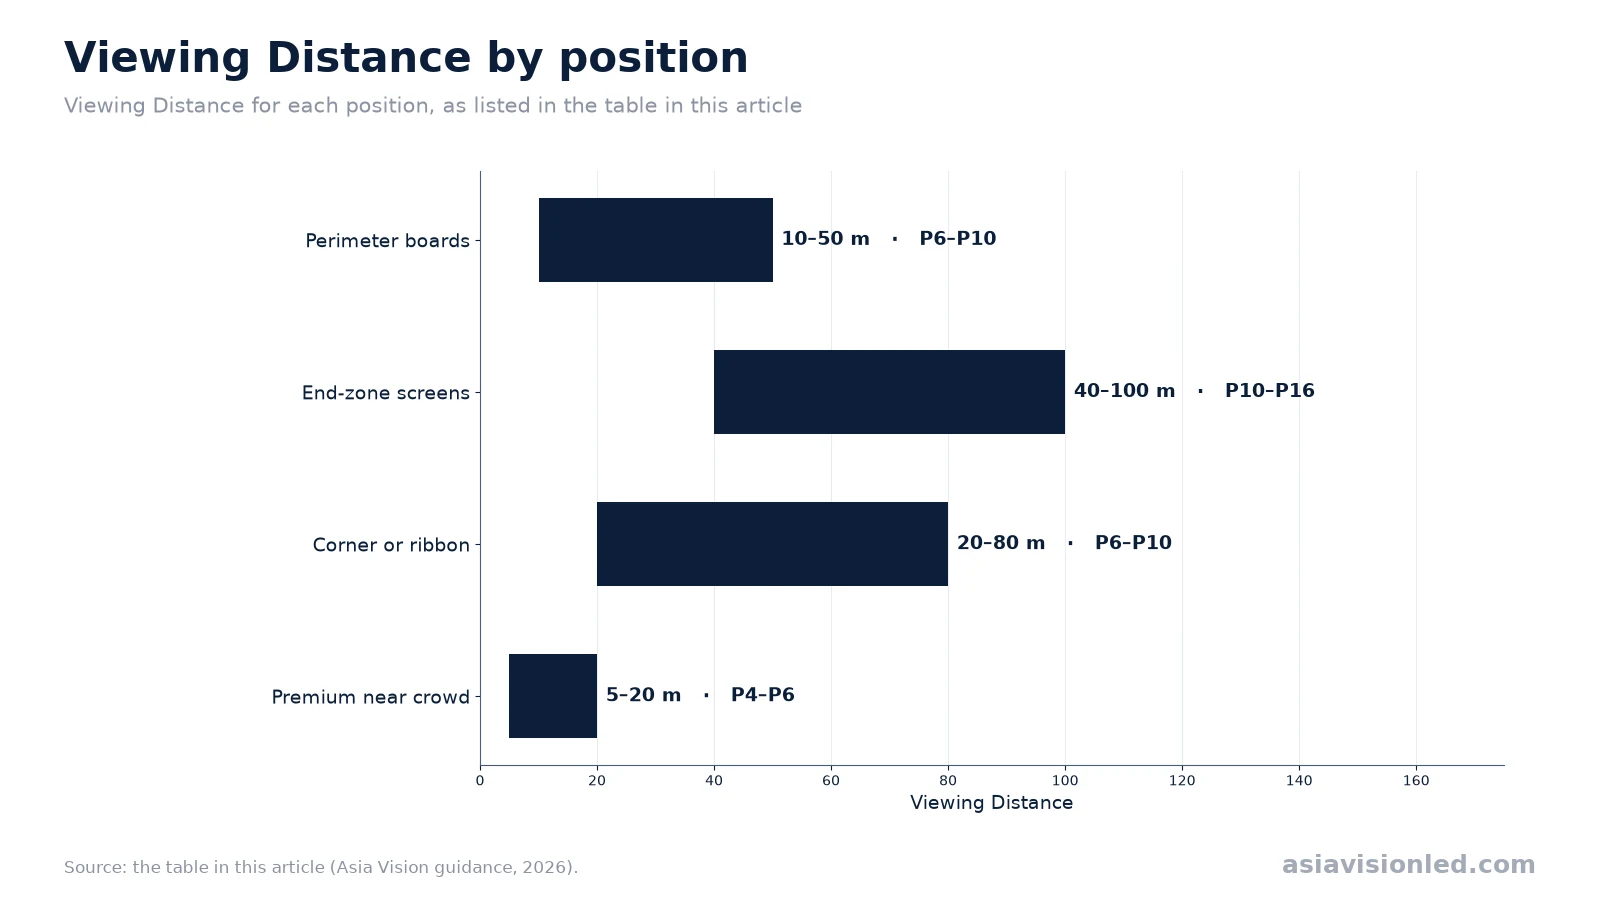 Viewing Distance by position
Viewing Distance for each position, as listed in the table in this article
Perimeter boards
10–50 m · P6–P10
End-zone screens
40–100 m · P10–P16
Corner or ribbon
20–80 m · P6–P10
Premium near crowd
5–20 m · P4–P6
0 20 40 60 80 100 120 140 160
Viewing Distance
Source: the table in this article (Asia Vision guidance, 2026).
asiavisionled.com